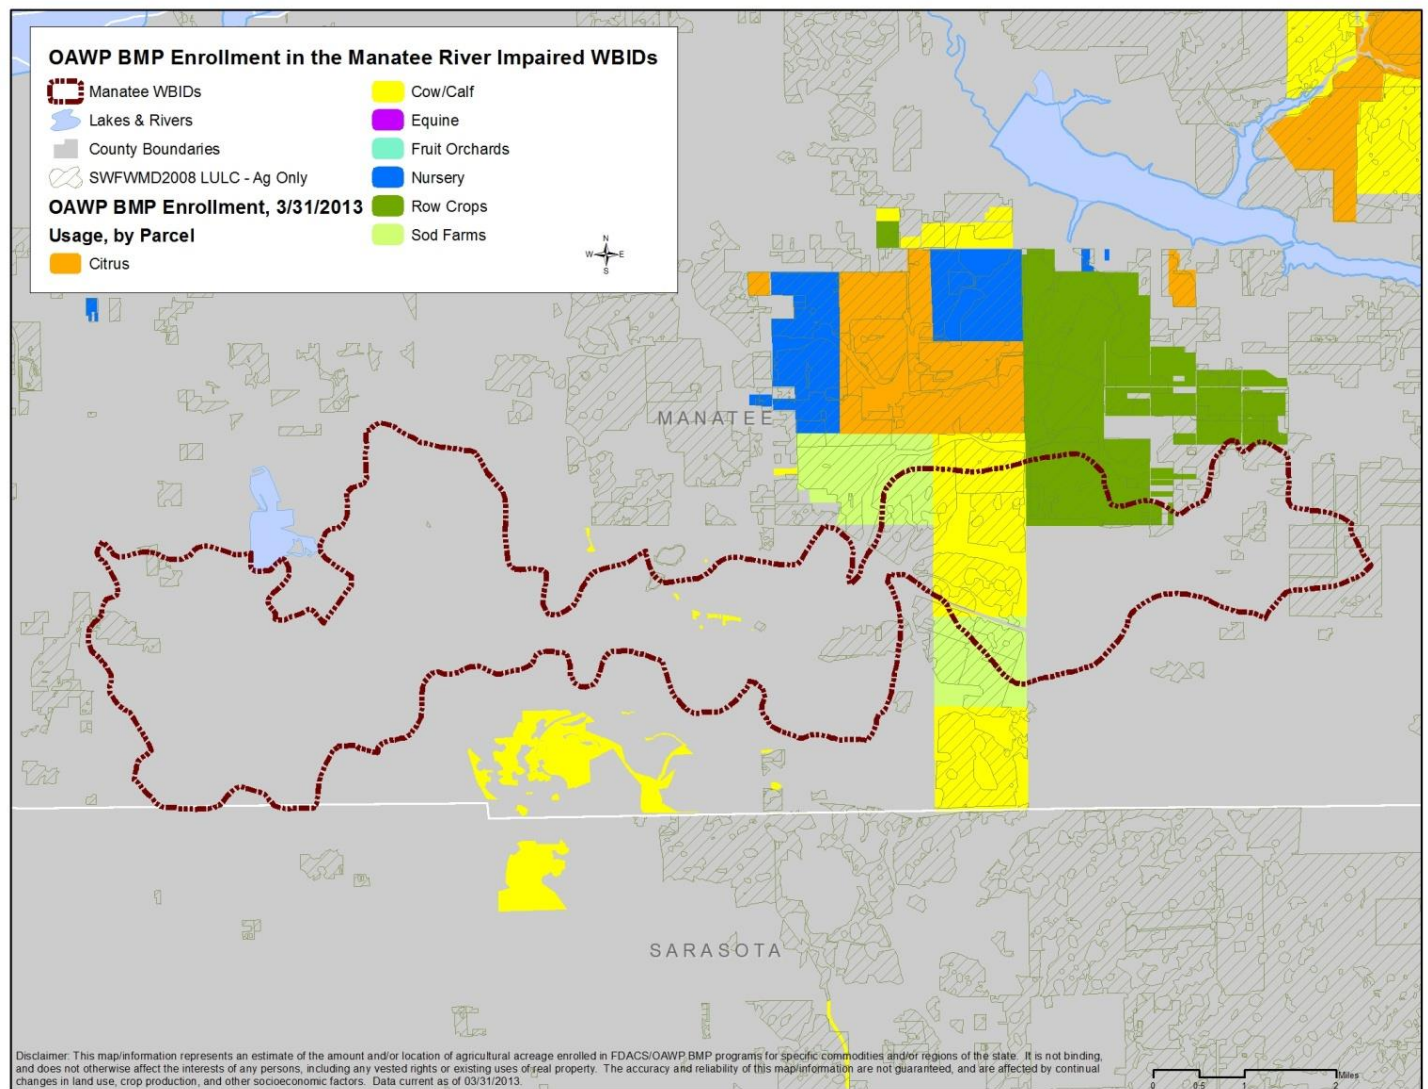 OAWP BMP Enrollment in the Manatee River Impaired WBIDs
Manatee WBIDs
Lakes & Rivers
County Boundaries
SWFWMD2008 LULC - Ag Only
OAWP BMP Enrollment, 3/31/2013
Usage, by Parcel
Citrus
Cow/Calf
Equine
Fruit Orchards
Nursery
Row Crops
Sod Farms
N
W E
S
MANATEE
SARASOTA
Disclaimer: This map/information represents an estimate of the amount and/or location of agricultural acreage enrolled in FDACS/OAWP BMP programs for specific commodities and/or regions of the state. It is not binding,
and does not otherwise affect the interests of any persons, including any vested rights or existing uses of real property. The accuracy and reliability of this map/information are not guaranteed, and are affected by continual
changes in land use, crop production, and other socioeconomic factors. Data current as of 03/31/2013.
Miles
0 0.5